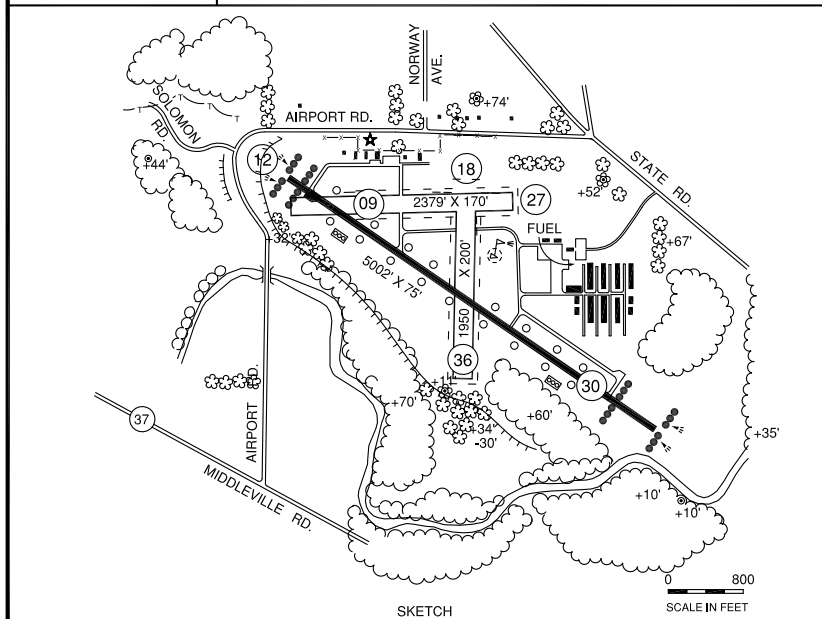 NORWAY
AVE.
+74'
SOLOMON
RD.
AIRPORT RD.
T
T
T
12
+44'
18
STATE RD.
+52'
09
2379' X 170'
27
FUEL
+67'
+32'
5002' X 75'
1950 X 200'
36
30
+70'
+60'
+34'
-30'
AIRPORT RD.
37
+35'
MIDDLEVILLE RD.
+10'
+10'
0 800
SCALE IN FEET
SKETCH